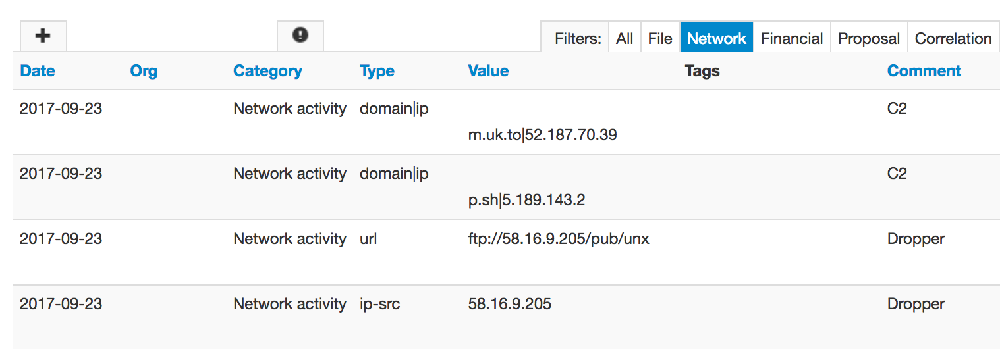 Filters: All File Network Financial Proposal Correlation
Date Org Category Type Value Tags Comment
2017-09-23 Network activity domain|ip C2
m.uk.to|52.187.70.39
2017-09-23 Network activity domain|ip C2
p.sh|5.189.143.2
2017-09-23 Network activity url ftp://58.16.9.205/pub/unx Dropper
2017-09-23 Network activity ip-src 58.16.9.205 Dropper